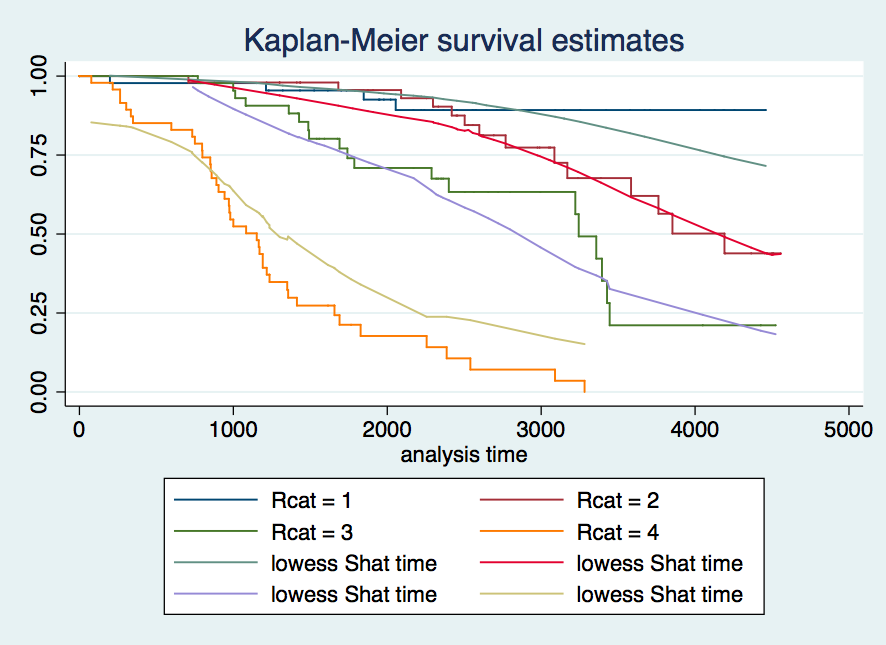 Kaplan-Meier survival estimates
1.00
0.75
0.50
0.25
0.00
0 1000 2000 3000 4000 5000
analysis time
Rcat = 1 Rcat = 2
Rcat = 3 Rcat = 4
lowess Shat time lowess Shat time
lowess Shat time lowess Shat time